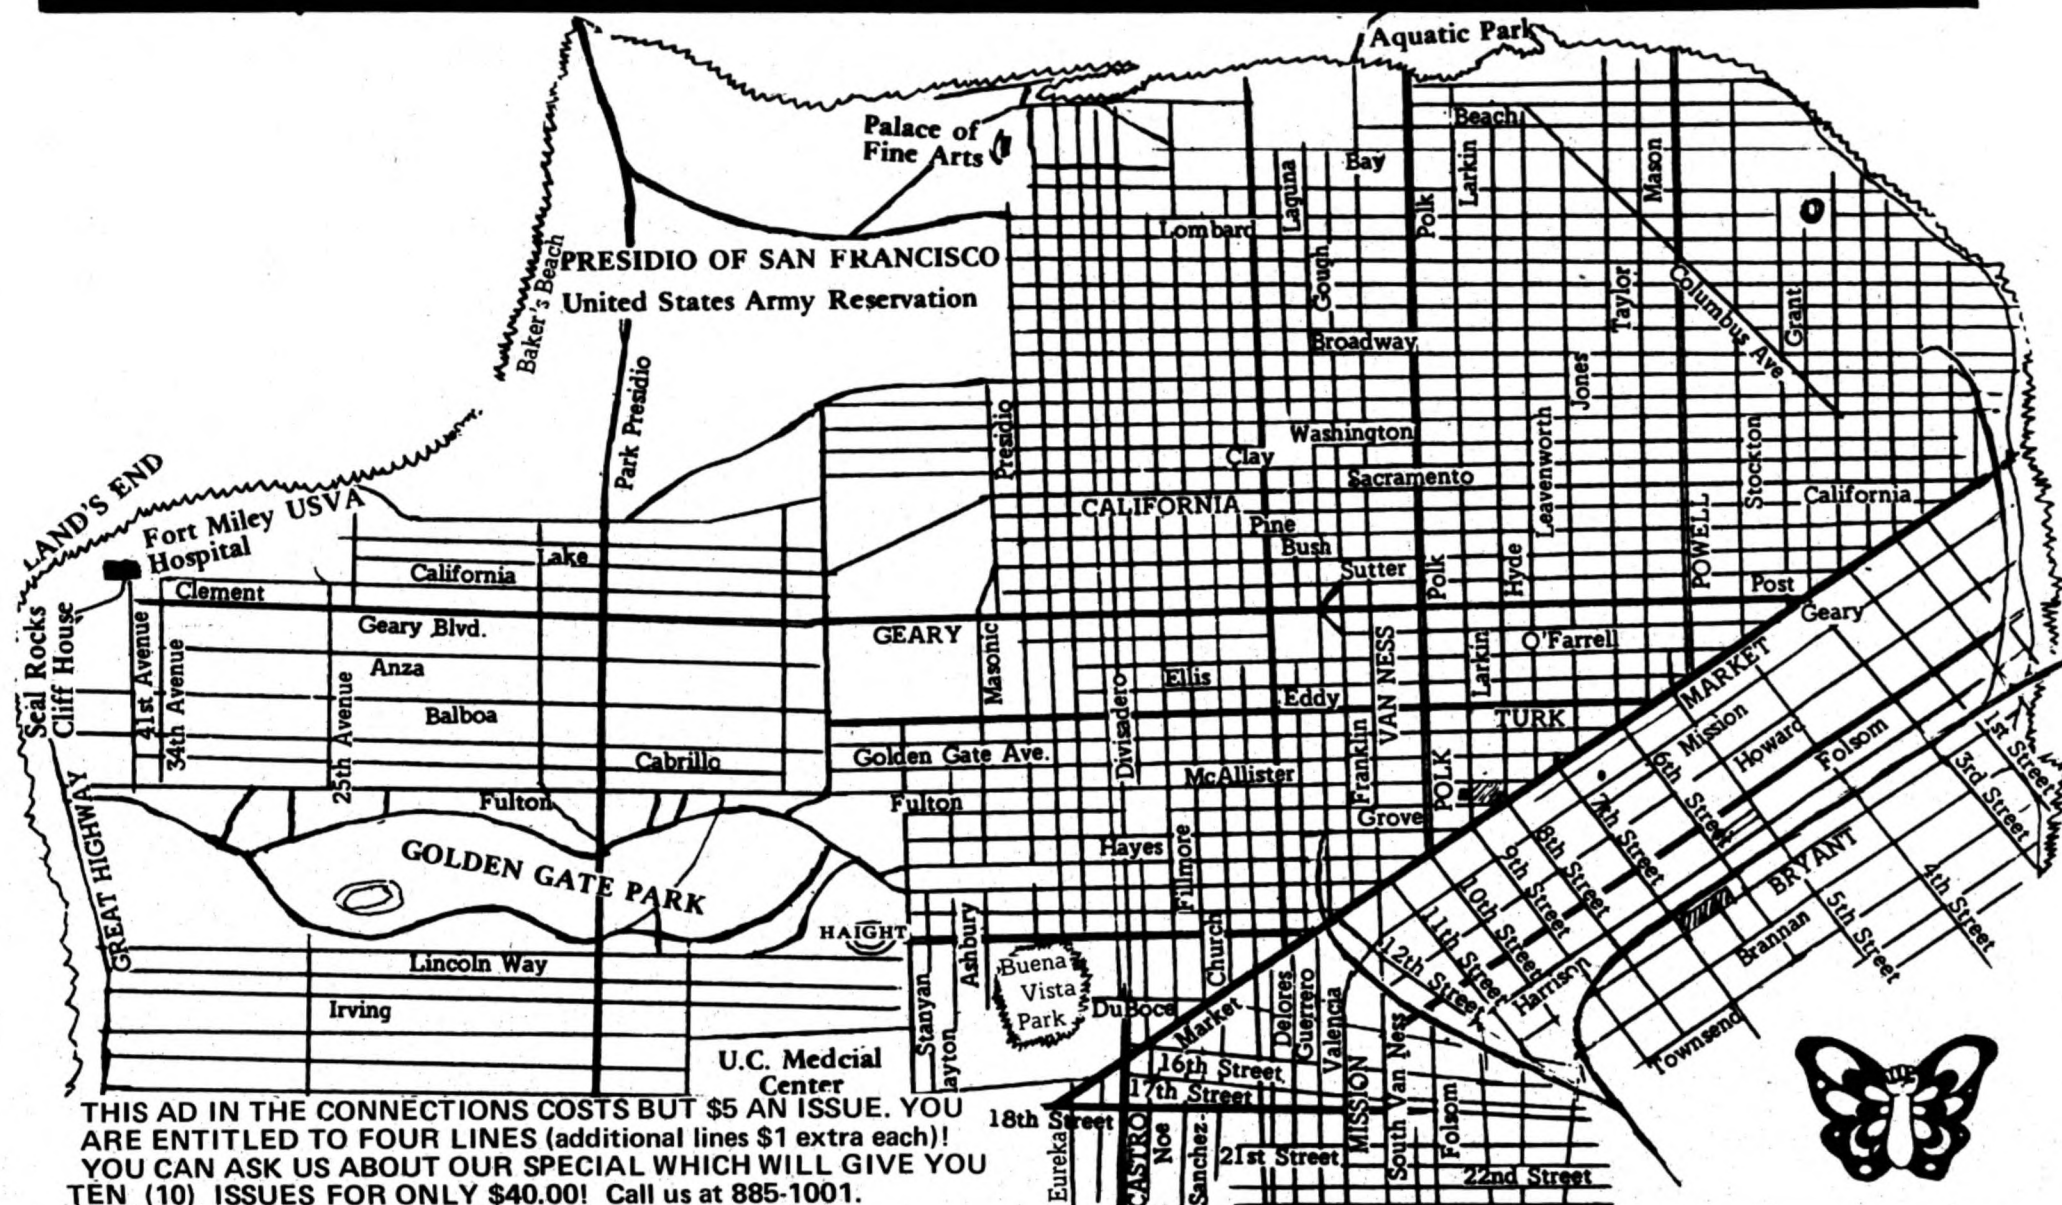 Aquatic Park
Palace of
Fine Arts
Beach
Bay
Laguna
Larkin
Polk
Mason
Lombard
Baker's Beach
PRESIDIO OF SAN FRANCISCO
United States Army Reservation
Gough
Taylor
Columbus Ave
Grant
Broadway
Jones
Park Presidio
Presidio
Washington
Clay
Sacramento
Leavenworth
Stockton
CALIFORNIA
California
LAND'S END
Fort Miley USVA
Hospital
Pine
Bush
Sutter
Polk
Hyde
POWELL
Post
Lake
California
Clement
Geary Blvd.
GEARY
Geary
Seal Rocks
Cliff House
41st Avenue
34th Avenue
25th Avenue
Anza
Balboa
Cabrillo
Masonic
O'Farrell
Larkin
VAN NESS
Ellis
Eddy
MARKET
TURK
Divisadero
Franklin
Golden Gate Ave.
McAllister
POLK
Mission
Howard
Folsom
1st Street
3rd Street
6th Street
7th Street
8th Street
9th Street
10th Street
11th Street
12th Street
Fulton
Fulton
Grove
Hayes
Fillmore
GREAT HIGHWAY
GOLDEN GATE PARK
BRYANT
4th Street
5th Street
Brannan
Harrison
Townsend
HAIGHT
Ashbury
Buena
Vista
Park
Church
Lincoln Way
Irving
Stanyan
layton
DuBoce
Market
Delores
Guerrero
Valencia
MISSION
South Van Ness
Folsom
U.C. Medcial
Center
16th Street
17th Street
18th Street
Eureka
CASTRO
Noe
Sanchez
21st Street
22nd Street
THIS AD IN THE CONNECTIONS COSTS BUT $5 AN ISSUE. YOU
ARE ENTITLED TO FOUR LINES (additional lines $1 extra each)!
YOU CAN ASK US ABOUT OUR SPECIAL WHICH WILL GIVE YOU
TEN (10) ISSUES FOR ONLY $40.00! Call us at 885-1001.